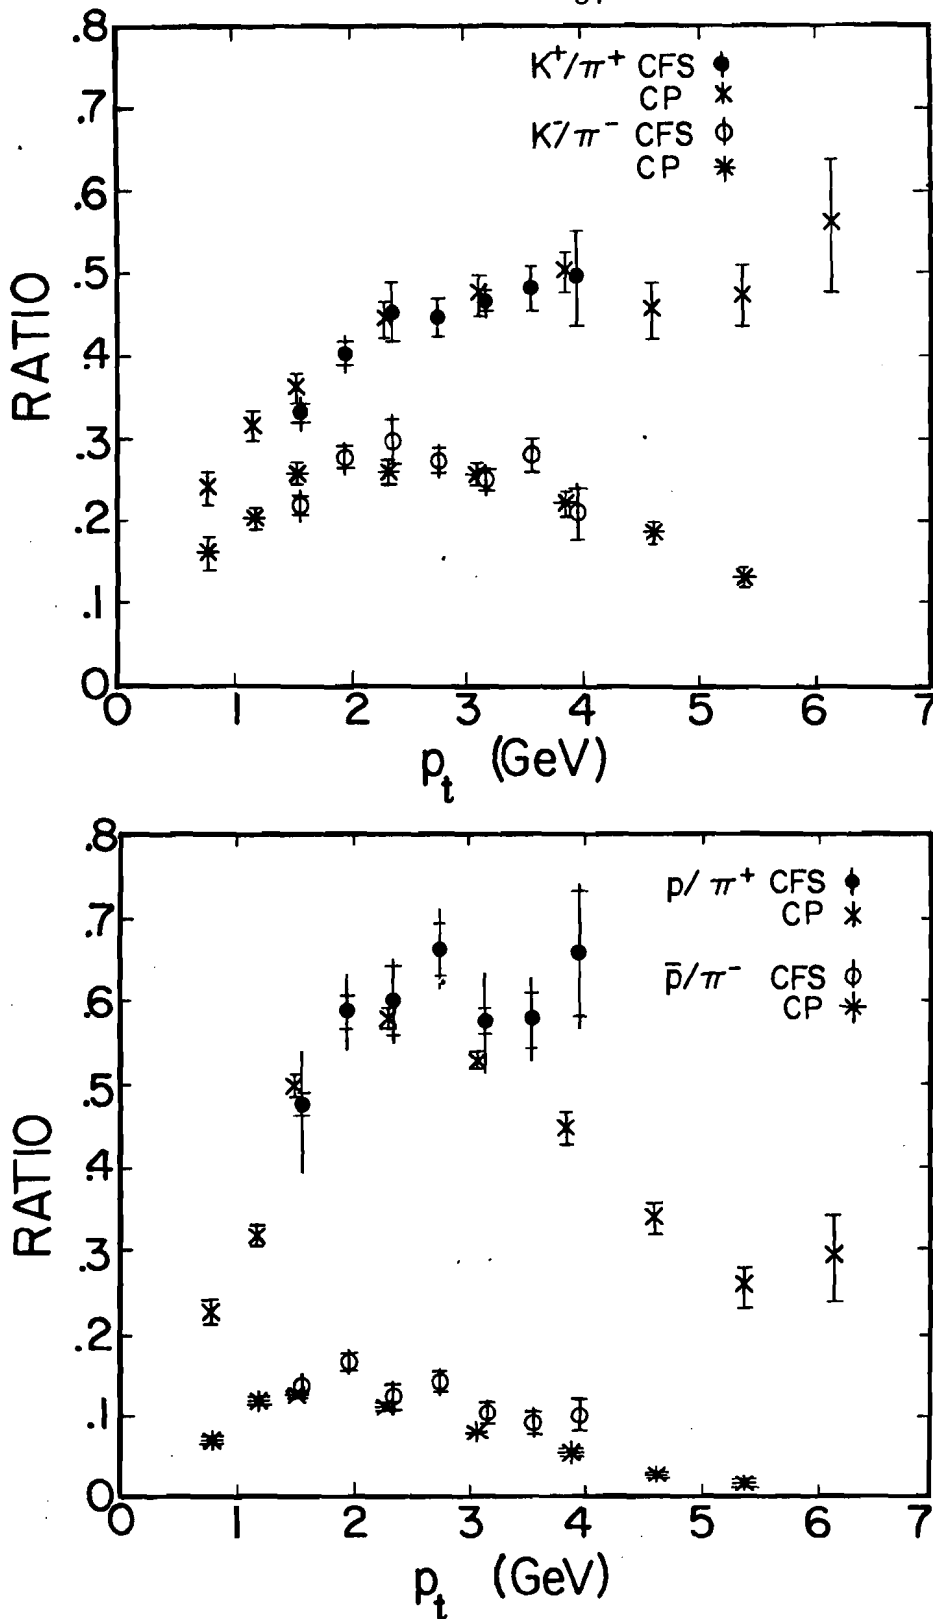 .8
.7
.6
.5
.4
.3
.2
.1
0
RATIO
K⁺/π⁺ CFS
CP
K⁻/π⁻ CFS
CP
0 1 2 3 4 5 6 7
p_t (GeV)
.8
.7
.6
.5
.4
.3
.2
.1
0
RATIO
p/π⁺ CFS
CP
p̄/π⁻ CFS
CP
0 1 2 3 4 5 6 7
p_t (GeV)